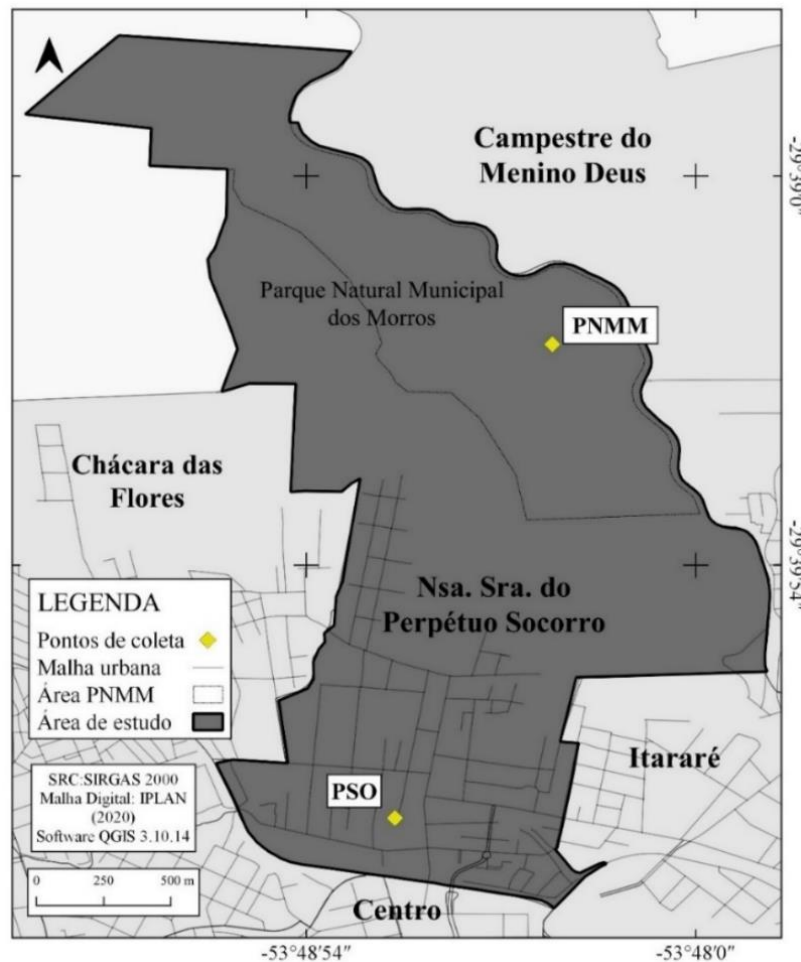 Campestre do
Menino Deus
-29°39'0"
Parque Natural Municipal
dos Morros
PNMM
Chácara das
Flores
-29°39'54"
Nsa. Sra. do
Perpétuo Socorro
LEGENDA
Pontos de coleta
Malha urbana
Área PNMM
Área de estudo
Itararé
SRC:SIRGAS 2000
Malha Digital: IPLAN
(2020)
Software QGIS 3.10.14
PSO
0 250 500 m
Centro
-53°48'54"
-53°48'0"